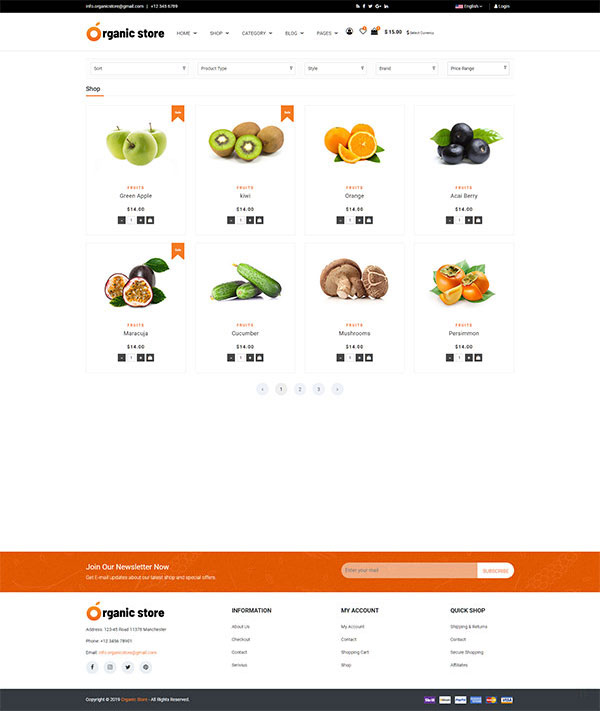 info.organicstore@gmail.com | +12 3456 6789
English
Login
Organic store
HOME
SHOP
CATEGORY
BLOG
PAGES
$ 15.00
$ Select Currency
Sort
Product Type
Style
Brand
Price Range
Shop
Sale
Sale
FRUITS
FRUITS
FRUITS
FRUITS
Green Apple
kiwi
Orange
Acai Berry
$14.00
$14.00
$14.00
$14.00
- 1 +
- 1 +
- 1 +
- 1 +
Sale
FRUITS
FRUITS
FRUITS
FRUITS
Maracuja
Cucumber
Mushrooms
Persimmon
$14.00
$14.00
$14.00
$14.00
- 1 +
- 1 +
- 1 +
- 1 +
« 1 2 3 »
Join Our Newsletter Now
Get E-mail updates about our latest shop and special offers.
Enter your mail
SUBSCRIBE
Organic store
Address: 123-45 Road 11378 Manchester
Phone: +12 3456 78901
Email: info.organicstore@gmail.com
INFORMATION
About Us
Checkout
Contact
Services
MY ACCOUNT
My Account
Contact
Shopping Cart
Shop
QUICK SHOP
Shipping & Returns
Contact
Secure Shopping
Affiliates
Copyright © 2019 Organic Store - All Rights Reserved.
Skrill
PayPal
VISA